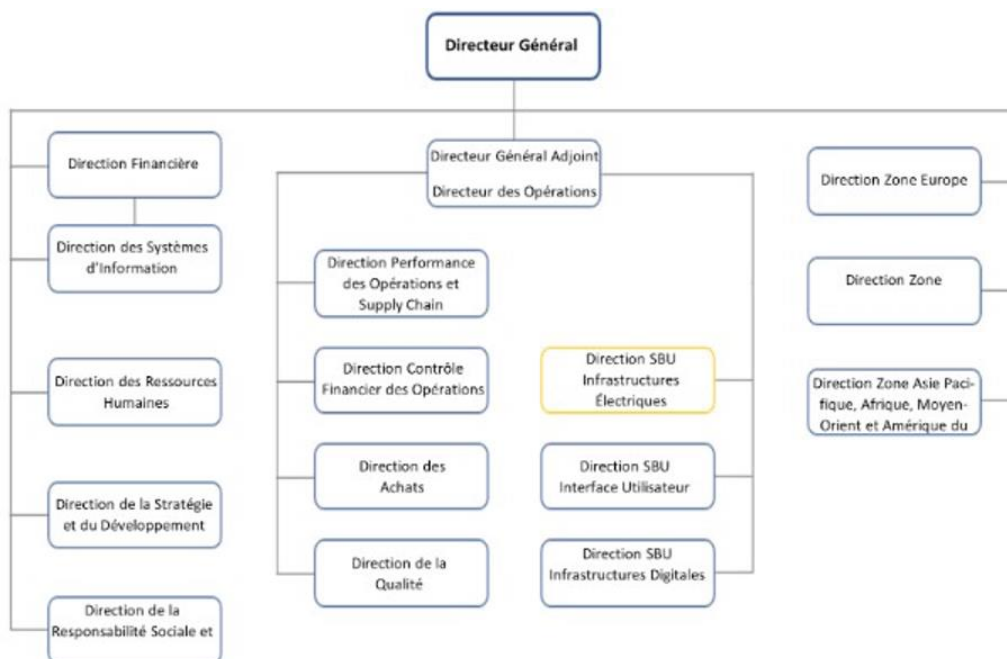 Directeur Général
Direction Financière
Direction des Systèmes
d'Information
Direction des Ressources
Humaines
Direction de la Stratégie
et du Développement
Direction de la
Responsabilité Sociale et
Directeur Général Adjoint
Directeur des Opérations
Direction Performance
des Opérations et
Supply Chain
Direction Contrôle
Financier des Opérations
Direction des
Achats
Direction de la
Qualité
Direction SBU
Infrastructures
Électriques
Direction SBU
Interface Utilisateur
Direction SBU
Infrastructures Digitales
Direction Zone Europe
Direction Zone
Direction Zone Asie Paci-
fique, Afrique, Moyen-
Orient et Amérique du